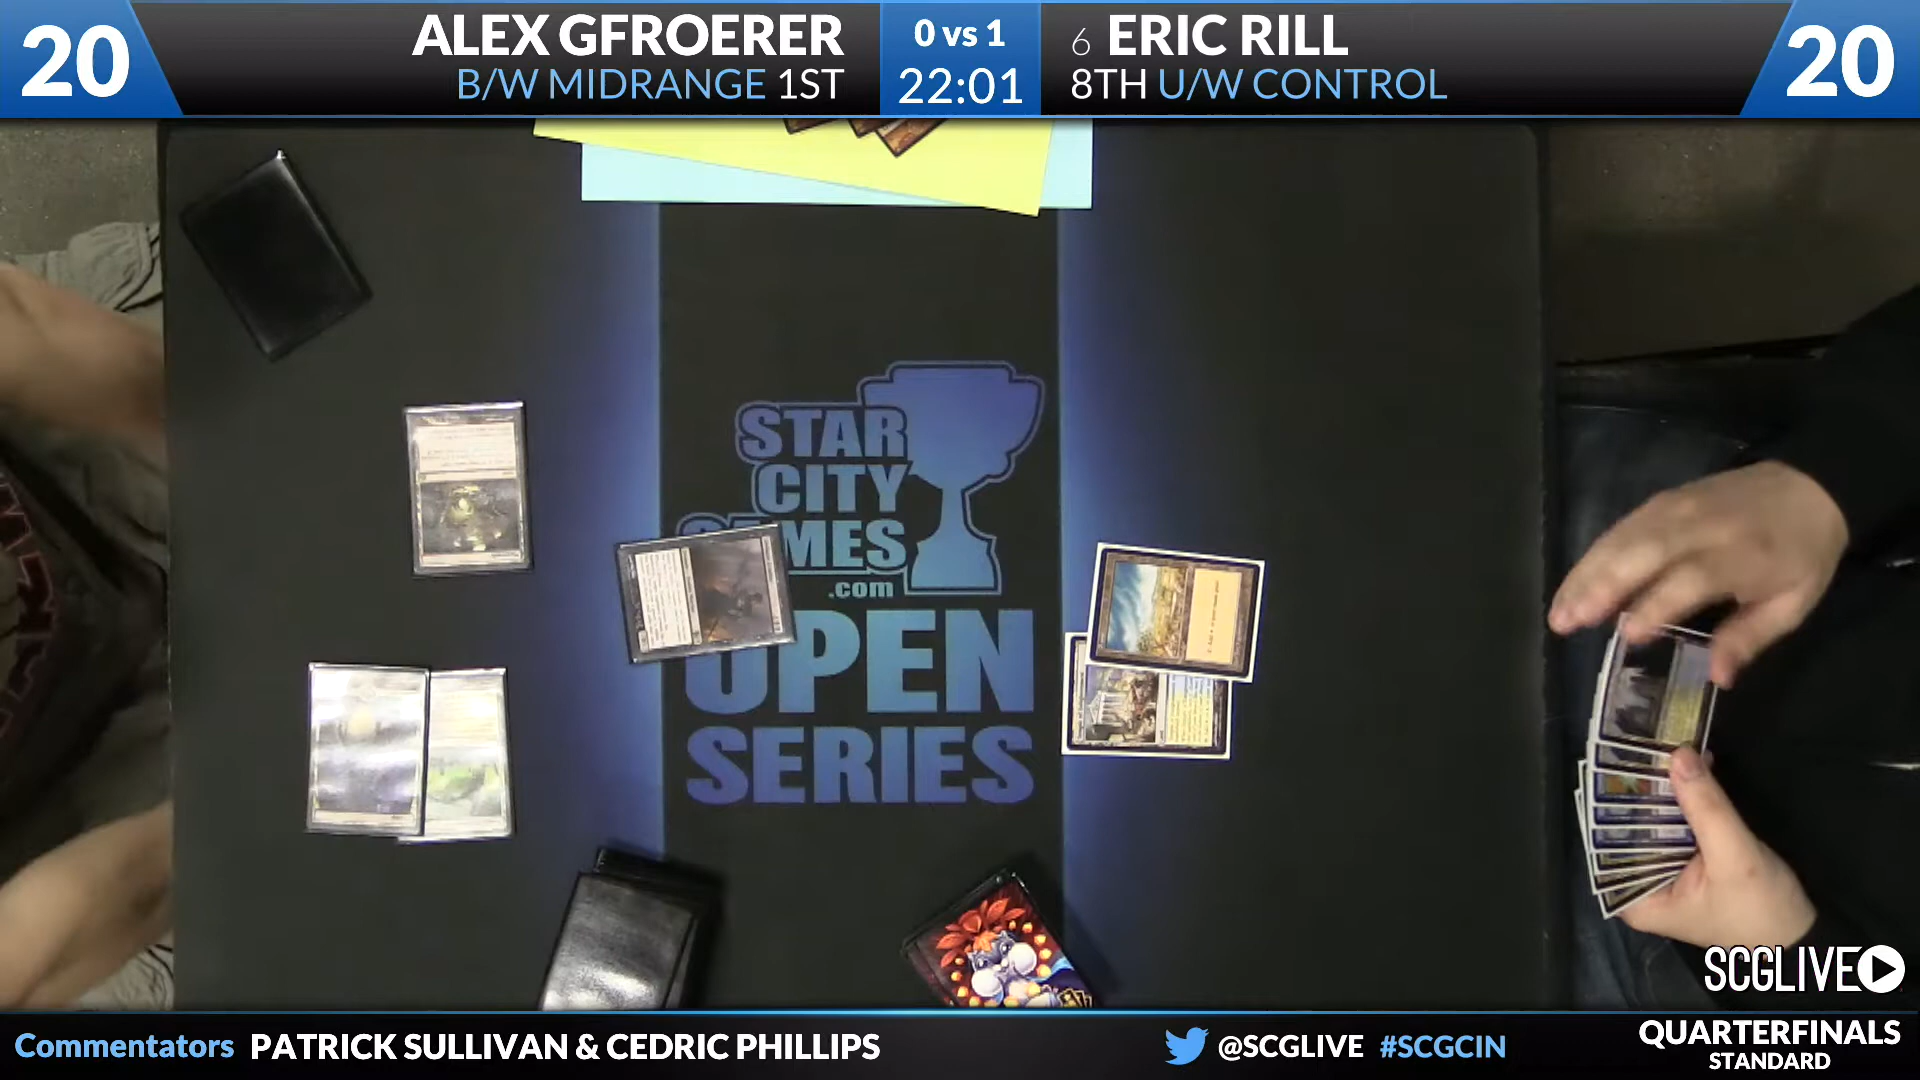 20
ALEX GFROERER
B/W MIDRANGE 1ST
0 vs 1
22:01
6 ERIC RILL
8TH U/W CONTROL
20
STAR
CITY
GAMES
.com
OPEN
SERIES
SCGLIVE
Commentators PATRICK SULLIVAN & CEDRIC PHILLIPS
@SCGLIVE #SCGCIN
QUARTERFINALS
STANDARD